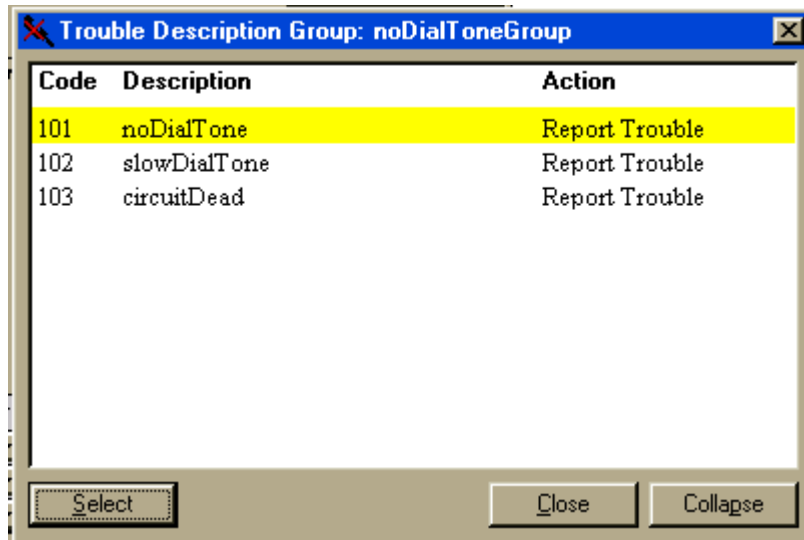 Trouble Description Group: noDialToneGroup
Code Description Action
101 noDialTone Report Trouble
102 slowDialTone Report Trouble
103 circuitDead Report Trouble
Select Close Collapse